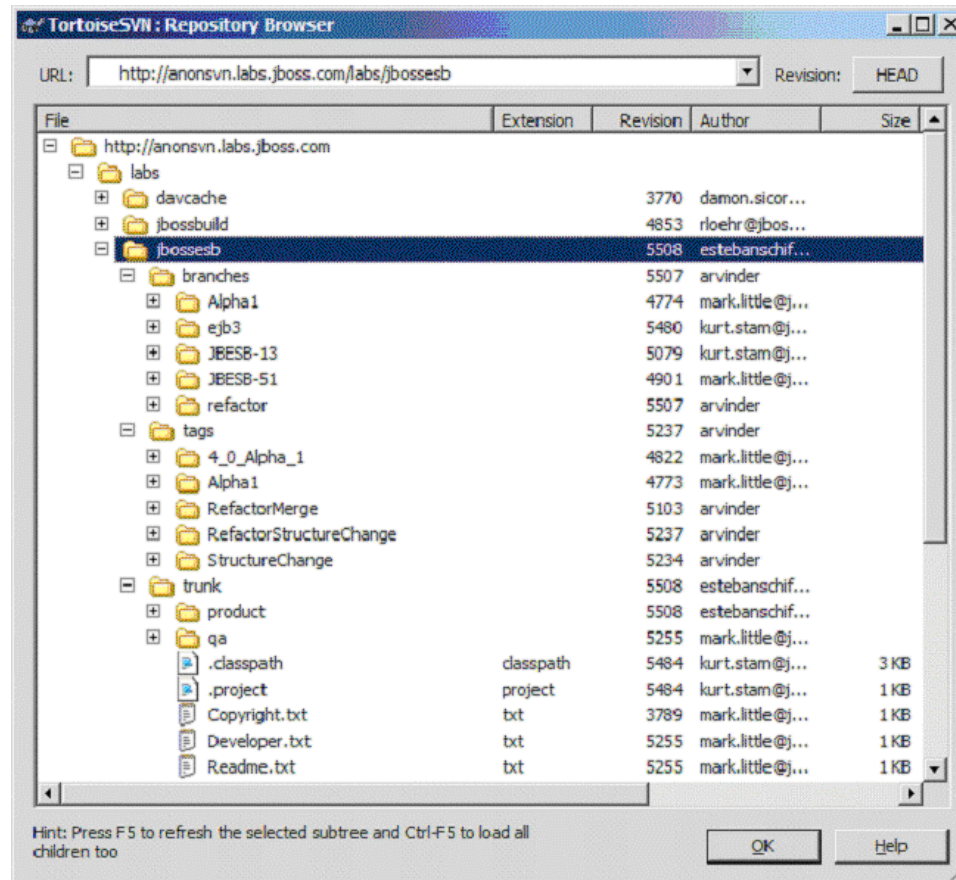 TortoiseSVN : Repository Browser
URL: http://anonsvn.labs.jboss.com/labs/jbossesb Revision: HEAD
File Extension Revision Author Size
http://anonsvn.labs.jboss.com
labs
davcache 3770 damon.sicor...
jbossbuild 4853 rloehr@jbos...
jbossesb 5508 estebanschif...
branches 5507 arvinder
Alpha1 4774 mark.little@j...
ejb3 5480 kurt.stam@j...
JBESB-13 5079 kurt.stam@j...
JBESB-51 4901 mark.little@j...
refactor 5507 arvinder
tags 5237 arvinder
4_0_Alpha_1 4822 mark.little@j...
Alpha1 4773 mark.little@j...
RefactorMerge 5103 arvinder
RefactorStructureChange 5237 arvinder
StructureChange 5234 arvinder
trunk 5508 estebanschif...
product 5508 estebanschif...
qa 5255 mark.little@j...
.classpath classpath 5484 kurt.stam@j... 3 KB
.project project 5484 kurt.stam@j... 1 KB
Copyright.txt txt 3789 mark.little@j... 1 KB
Developer.txt txt 5255 mark.little@j... 1 KB
Readme.txt txt 5255 mark.little@j... 1 KB
Hint: Press F5 to refresh the selected subtree and Ctrl-F5 to load all
children too
OK Help